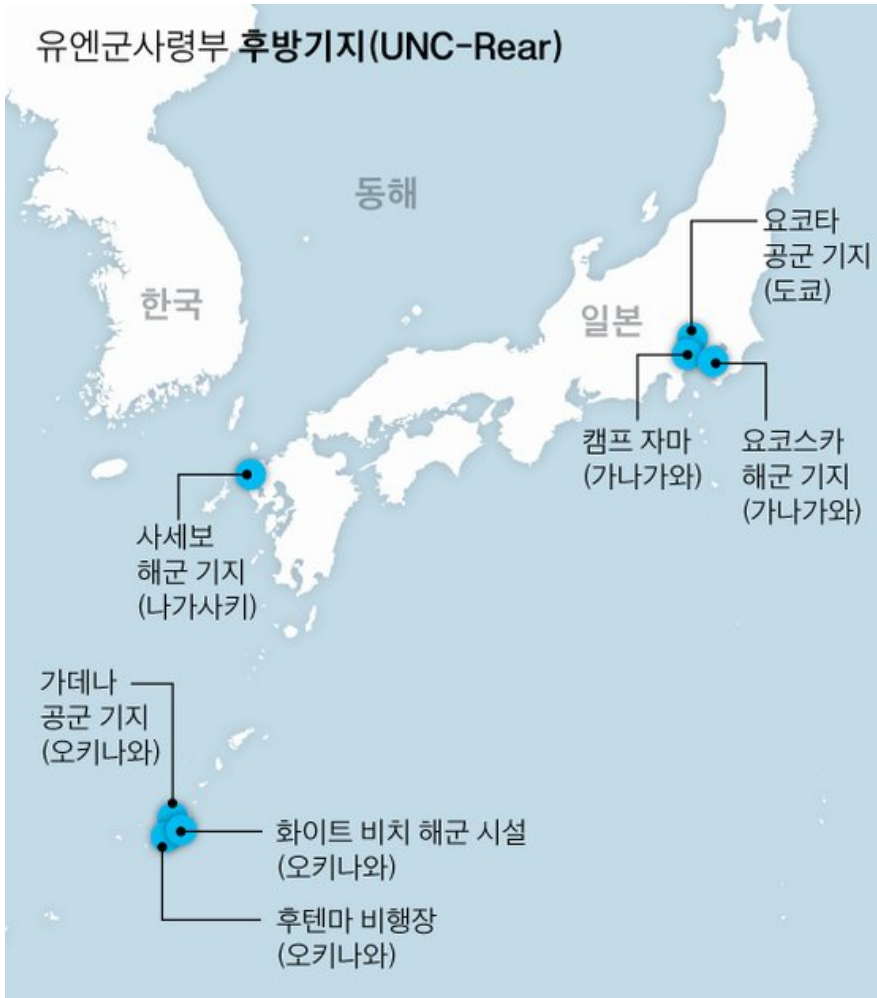 유엔군사령부 후방기지(UNC-Rear)
동해
한국
일본
요코타
공군 기지
(도쿄)
캠프 자마
(가나가와)
요코스카
해군 기지
(가나가와)
사세보
해군 기지
(나가사키)
가데나
공군 기지
(오키나와)
화이트 비치 해군 시설
(오키나와)
후텐마 비행장
(오키나와)